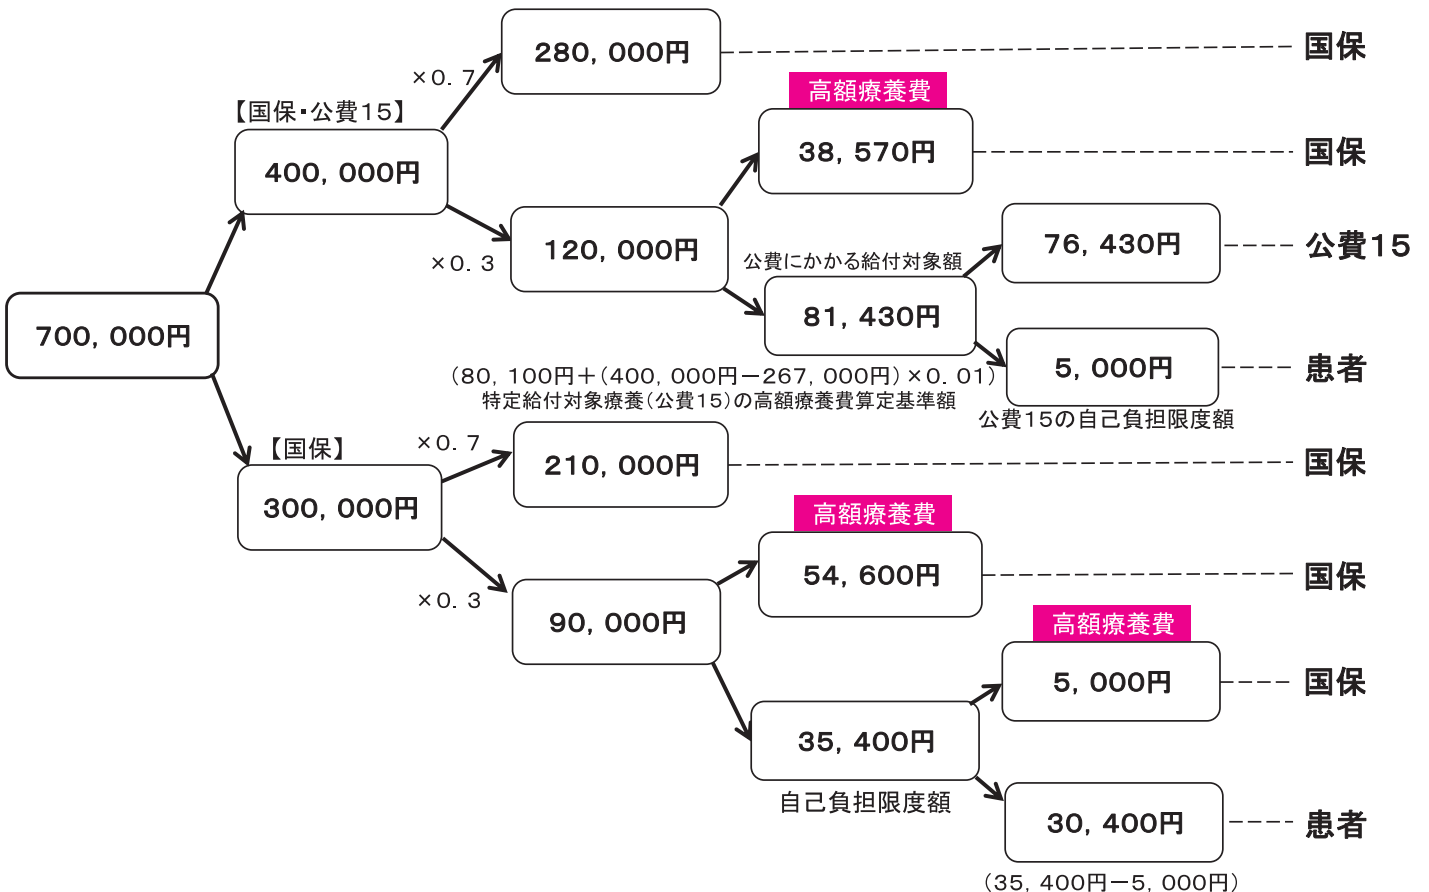 280，000円
国保
×0．7
高額療養費
【国保・公費15】
38，570円
国保
400，000円
120，000円
×0．3
公費にかかる給付対象額
76，430円
公費15
81，430円
700，000円
5，000円
患者
（80，100円＋（400，000円－267，000円）×0．01）
特定給付対象療養（公費15）の高額療養費算定基準額
公費15の自己負担限度額
【国保】
×0．7
210，000円
国保
300，000円
高額療養費
54，600円
国保
×0．3
90，000円
高額療養費
5，000円
国保
35，400円
自己負担限度額
30，400円
患者
（35，400円－5，000円）